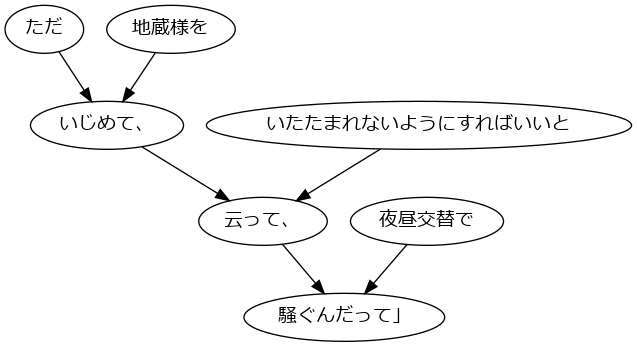 ただ
地蔵様を
いじめて、
いたたまれないようにすればいいと
云って、
夜昼交替で
騒ぐんだって」